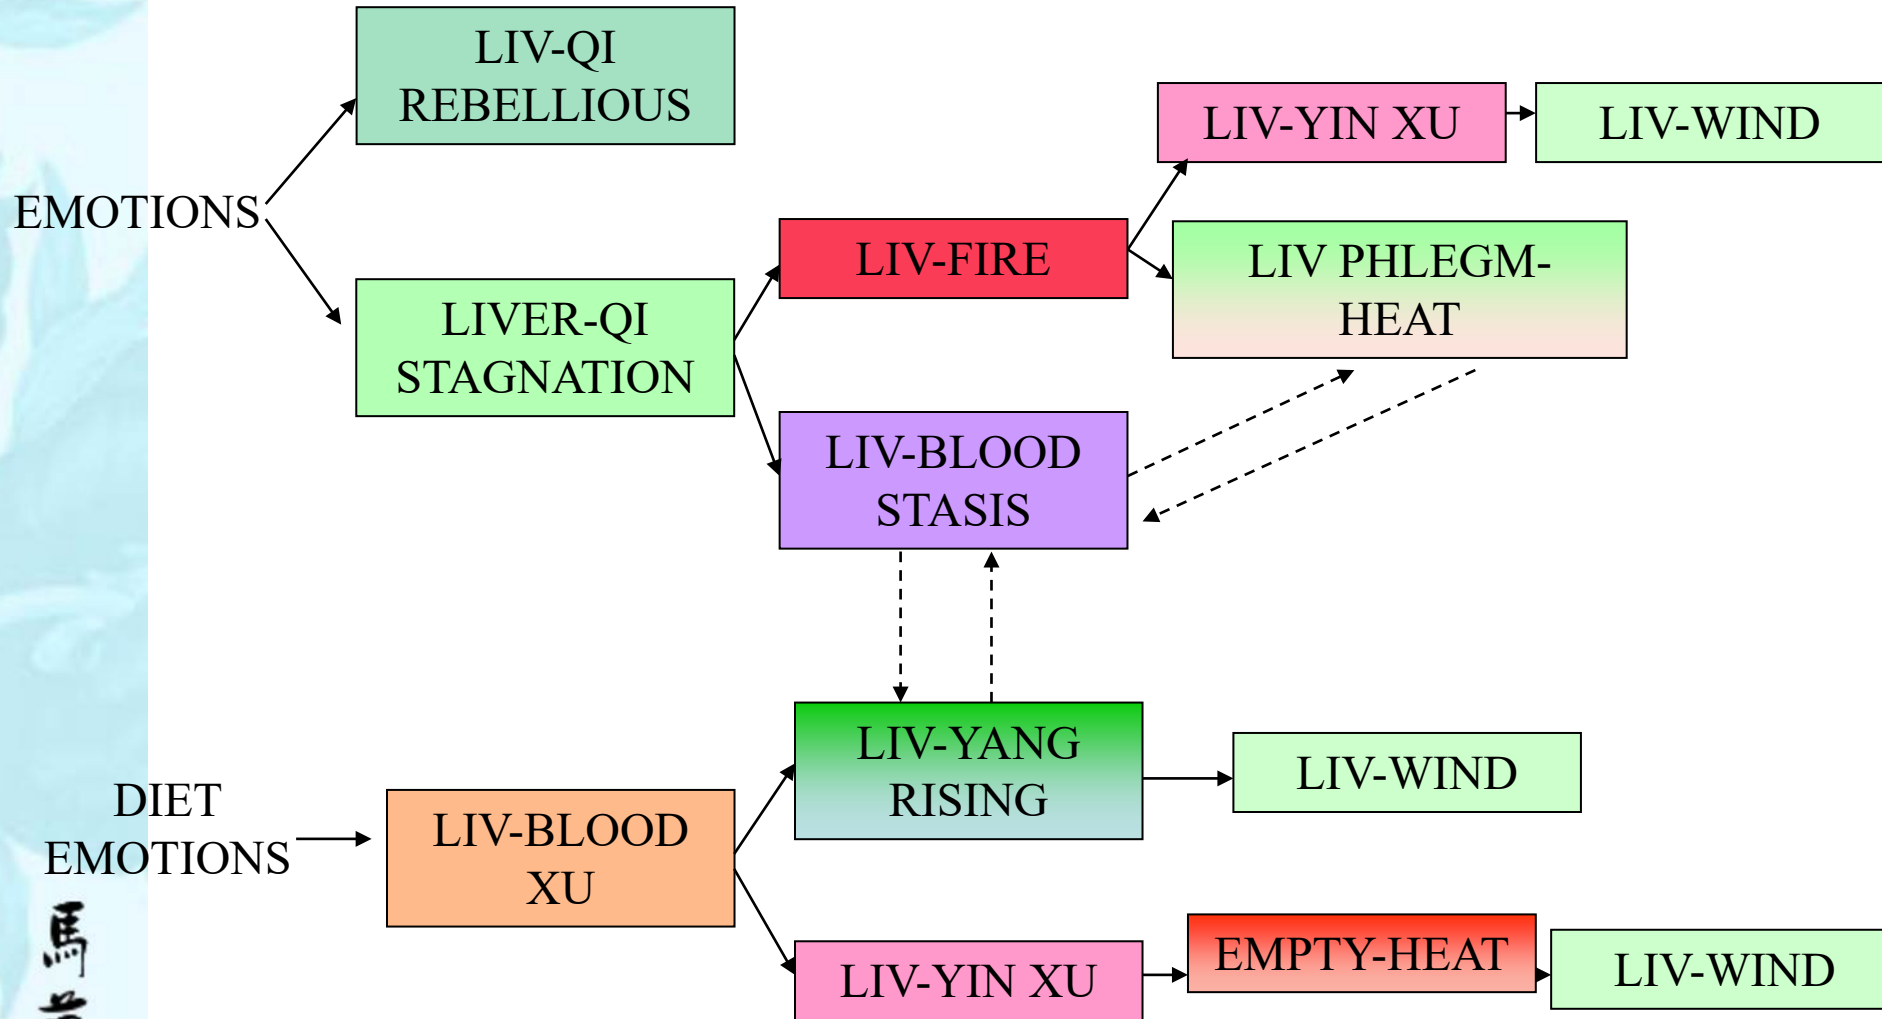 LIV-QI
REBELLIOUS
EMOTIONS
LIVER-QI
STAGNATION
LIV-FIRE
LIV-BLOOD
STASIS
LIV-YIN XU
LIV-WIND
LIV PHLEGM-
HEAT
DIET
EMOTIONS
LIV-BLOOD
XU
LIV-YANG
RISING
LIV-WIND
LIV-YIN XU
EMPTY-HEAT
LIV-WIND
馬